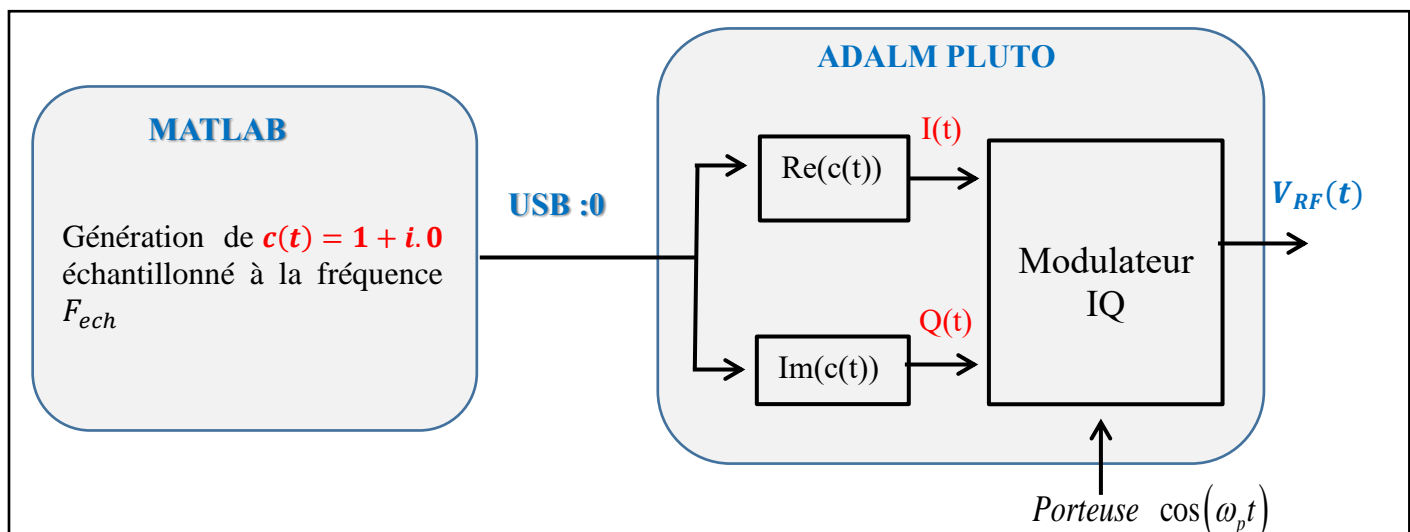 MATLAB
Génération de c(t) = 1 + i.0
échantillonné à la fréquence
F_ech
USB :0
ADALM PLUTO
Re(c(t))
I(t)
Im(c(t))
Q(t)
Modulateur
IQ
V_RF(t)
Porteuse cos(ω_p t)